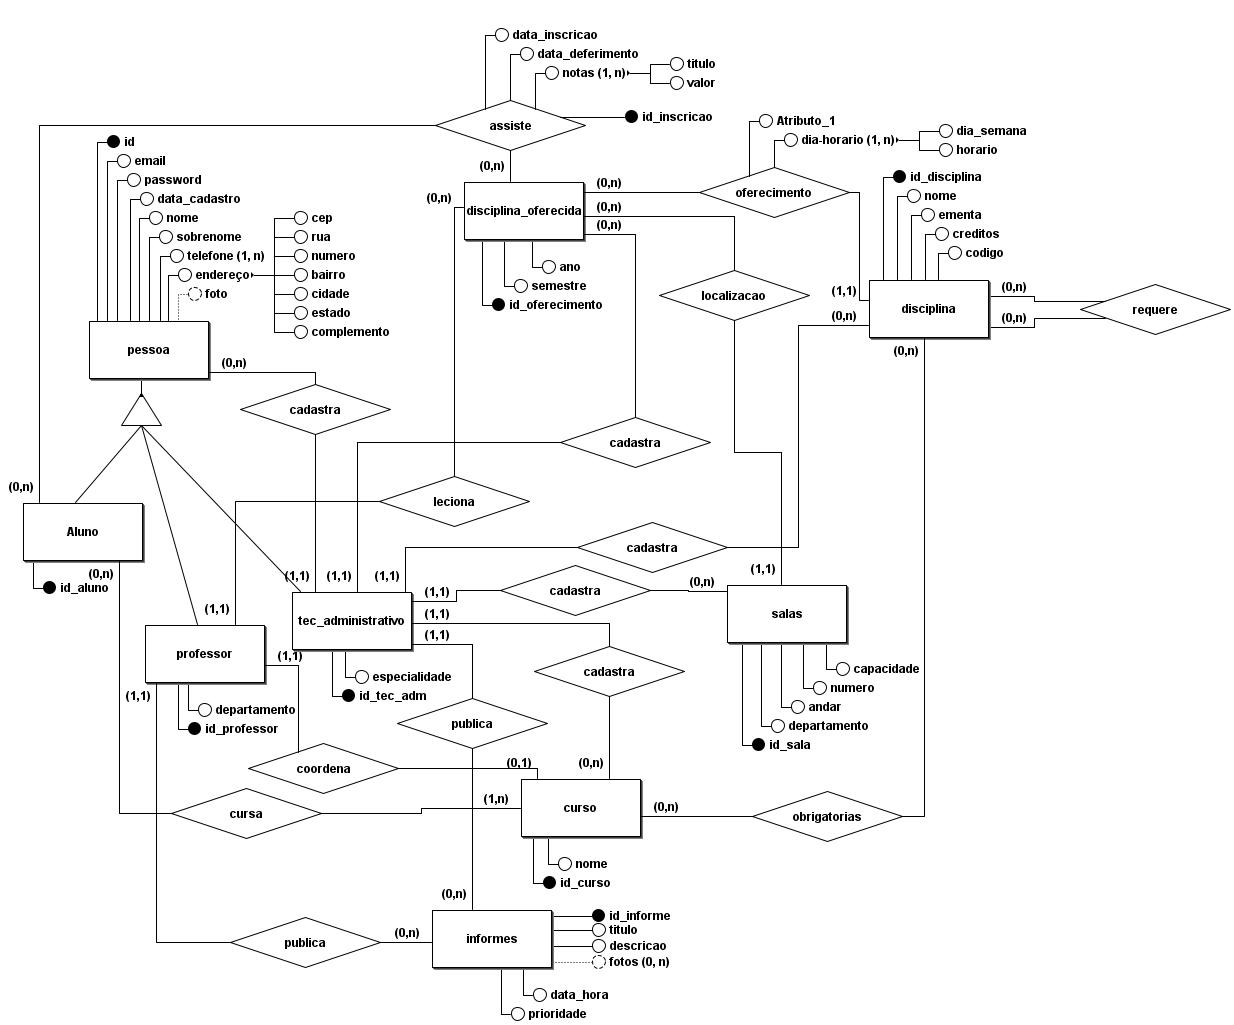 data_inscricao
data_deferimento
notas (1, n)
titulo
valor
assiste
id_inscricao
Atributo_1
dia-horario (1, n)
dia_semana
horario
id
email
password
data_cadastro
nome
sobrenome
telefone (1, n)
endereço
foto
cep
rua
numero
bairro
cidade
estado
complemento
pessoa
(0,n)
(0,n)
disciplina_oferecida
(0,n)
(0,n)
(0,n)
ano
semestre
id_oferecimento
oferecimento
id_disciplina
nome
ementa
creditos
codigo
localizacao
(1,1)
(0,n)
disciplina
(0,n)
(0,n)
requere
(0,n)
(0,n)
cadastra
cadastra
leciona
(0,n)
Aluno
(0,n)
id_aluno
cadastra
(1,1)
(1,1)
(1,1)
(1,1)
cadastra
(0,n)
(1,1)
salas
(1,1)
tec_administrativo
(1,1)
(1,1)
(1,1)
professor
(1,1)
(1,1)
especialidade
id_tec_adm
departamento
id_professor
cadastra
capacidade
numero
andar
departamento
id_sala
publica
coordena
(0,1)
(0,n)
cursa
(1,n)
curso
(0,n)
obrigatorias
nome
id_curso
(0,n)
publica
(0,n)
informes
id_informe
titulo
descricao
fotos (0, n)
data_hora
prioridade